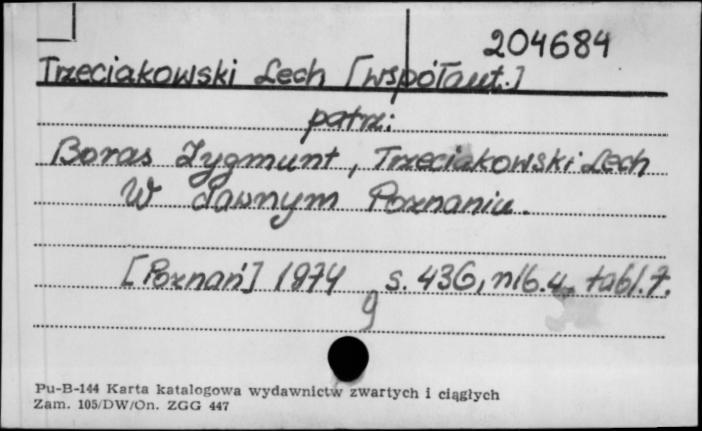 204684
Trzeciakowski Lech [współaut.]
patrz:
Boras Zygmunt, Trzeciakowski Lech
W dawnym Poznaniu.
[Poznań] 1974 s. 436, nlb. 4, tabl. 7.
g
Pu-B-144 Karta katalogowa wydawnictw zwartych i ciągłych
Zam. 105/DW/On. ZGG 447